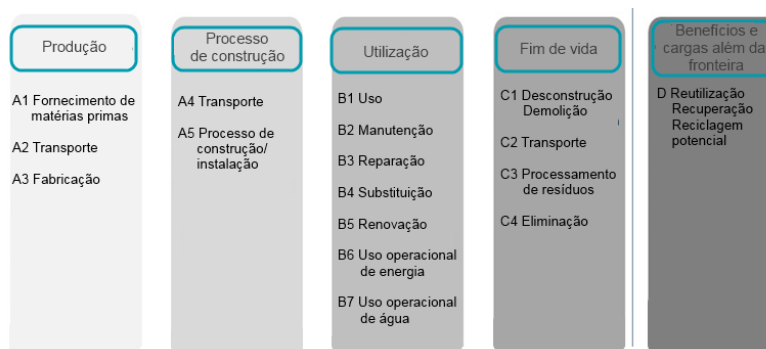 Produção
A1 Fornecimento de
matérias primas
A2 Transporte
A3 Fabricação
Processo
de construção
A4 Transporte
A5 Processo de
construção/
instalação
Utilização
B1 Uso
B2 Manutenção
B3 Reparação
B4 Substituição
B5 Renovação
B6 Uso operacional
de energia
B7 Uso operacional
de água
Fim de vida
C1 Desconstrução
Demolição
C2 Transporte
C3 Processamento
de resíduos
C4 Eliminação
Benefícios e
cargas além da
fronteira
D Reutilização
Recuperação
Reciclagem
potencial